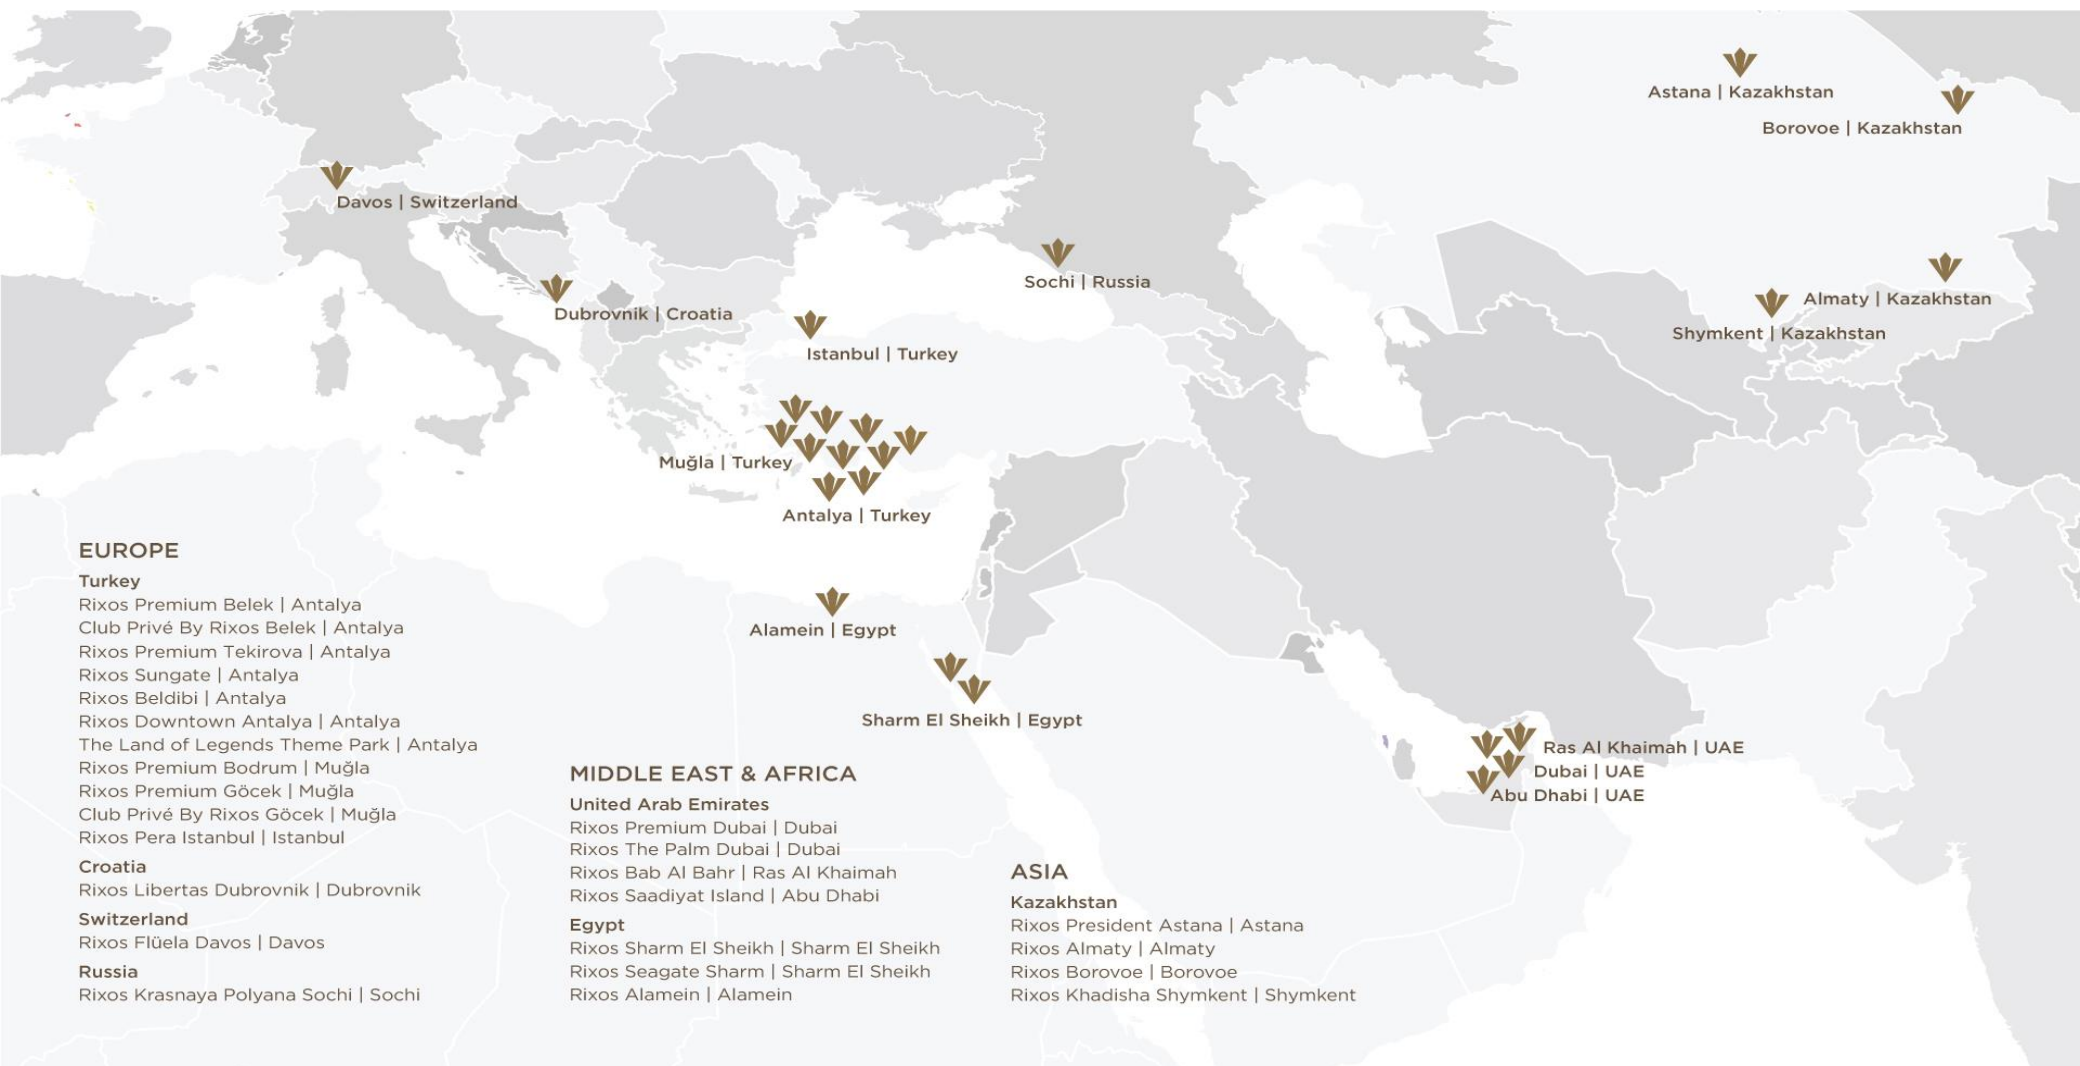 Astana | Kazakhstan
Borovoe | Kazakhstan
Davos | Switzerland
Sochi | Russia
Almaty | Kazakhstan
Dubrovnik | Croatia
Shymkent | Kazakhstan
Istanbul | Turkey
Muğla | Turkey
Antalya | Turkey
Alamein | Egypt
Sharm El Sheikh | Egypt
Ras Al Khaimah | UAE
Dubai | UAE
Abu Dhabi | UAE
EUROPE
Turkey
Rixos Premium Belek | Antalya
Club Privé By Rixos Belek | Antalya
Rixos Premium Tekirova | Antalya
Rixos Sungate | Antalya
Rixos Beldibi | Antalya
Rixos Downtown Antalya | Antalya
The Land of Legends Theme Park | Antalya
Rixos Premium Bodrum | Muğla
Rixos Premium Göcek | Muğla
Club Privé By Rixos Göcek | Muğla
Rixos Pera Istanbul | Istanbul
Croatia
Rixos Libertas Dubrovnik | Dubrovnik
Switzerland
Rixos Flüela Davos | Davos
Russia
Rixos Krasnaya Polyana Sochi | Sochi
MIDDLE EAST & AFRICA
United Arab Emirates
Rixos Premium Dubai | Dubai
Rixos The Palm Dubai | Dubai
Rixos Bab Al Bahr | Ras Al Khaimah
Rixos Saadiyat Island | Abu Dhabi
Egypt
Rixos Sharm El Sheikh | Sharm El Sheikh
Rixos Seagate Sharm | Sharm El Sheikh
Rixos Alamein | Alamein
ASIA
Kazakhstan
Rixos President Astana | Astana
Rixos Almaty | Almaty
Rixos Borovoe | Borovoe
Rixos Khadisha Shymkent | Shymkent